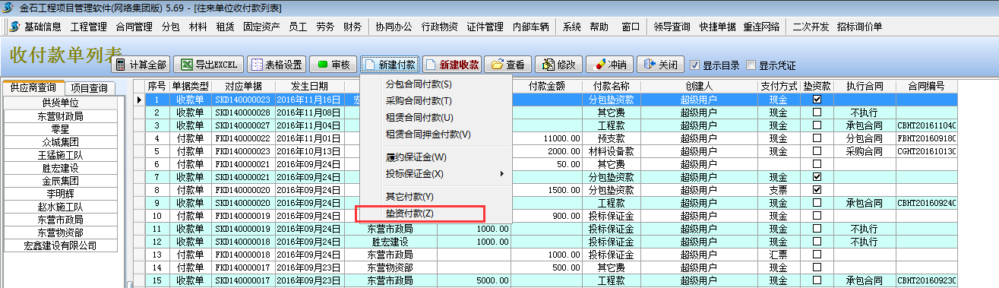 金石工程项目管理软件(网络集团版) 5.69 - [往来单位收付款列表]
基础信息 工程管理 合同管理 分包 材料 租赁 固定资产 员工 劳务 财务 协同办公 行政物资 证件管理 内部车辆 系统 帮助 窗口 领导查询 快捷单据 重连网络 二次开发 招标询价单
收付款单列表 计算全部 导出EXCEL 表格设置 审核 新建付款 新建收款 查看 修改 冲销 关闭 显示目录 显示凭证
供应商查询 项目查询
供货单位
东营财政局
零星
众城集团
王猛施工队
胜宏建设
金辰集团
李明辉
赵水施工队
东营市政局
东营物资部
宏鑫建设有限公司
序号 单据类型 对应单据 发生日期 付款金额 付款名称 创建人 支付方式 垫资款 执行合同 合同编号
1 收款单 SKD140000023 2016年11月16日 分包垫资款 超级用户 现金
2 收款单 SKD140000028 2016年11月08日 其它费 超级用户 现金 不执行
3 收款单 SKD140000027 2016年11月04日 工程款 超级用户 现金 承包合同 CBHT20161104C
4 付款单 FKD140000022 2016年11月01日 11000.00 预支款 超级用户 现金 分包合同 FBHT20160918C
5 付款单 FKD140000023 2016年10月13日 2000.00 材料设备款 超级用户 现金 采购合同 CGHT20161013C
6 付款单 FKD140000021 2016年09月24日 50.00 其它费 超级用户 现金
7 收款单 SKD140000021 2016年09月24日 分包垫资款 超级用户 现金
8 付款单 FKD140000020 2016年09月24日 1500.00 分包垫资款 超级用户 支票
9 收款单 SKD140000020 2016年09月24日 工程款 超级用户 现金 承包合同 CBHT20160924C
10 付款单 FKD140000019 2016年09月24日 900.00 投标保证金 超级用户 现金
11 收款单 SKD140000019 2016年09月24日 东营市政局 1000.00 投标保证金 超级用户 现金 不执行
12 收款单 SKD140000018 2016年09月24日 胜宏建设 1000.00 投标保证金 超级用户 现金 不执行
13 付款单 FKD140000018 2016年09月24日 东营市政局 1000.00 投标保证金 超级用户 汇票
14 付款单 FKD140000017 2016年09月23日 东营物资部 500.00 其它费 超级用户 现金
15 收款单 SKD140000017 2016年09月23日 东营市政局 5000.00 工程款 超级用户 现金 承包合同 CBHT20160923C
分包合同付款(S)
采购合同付款(T)
租赁合同付款(U)
租赁合同押金付款(V)
履约保证金(W)
投标保证金(X)
其它付款(Y)
垫资付款(Z)